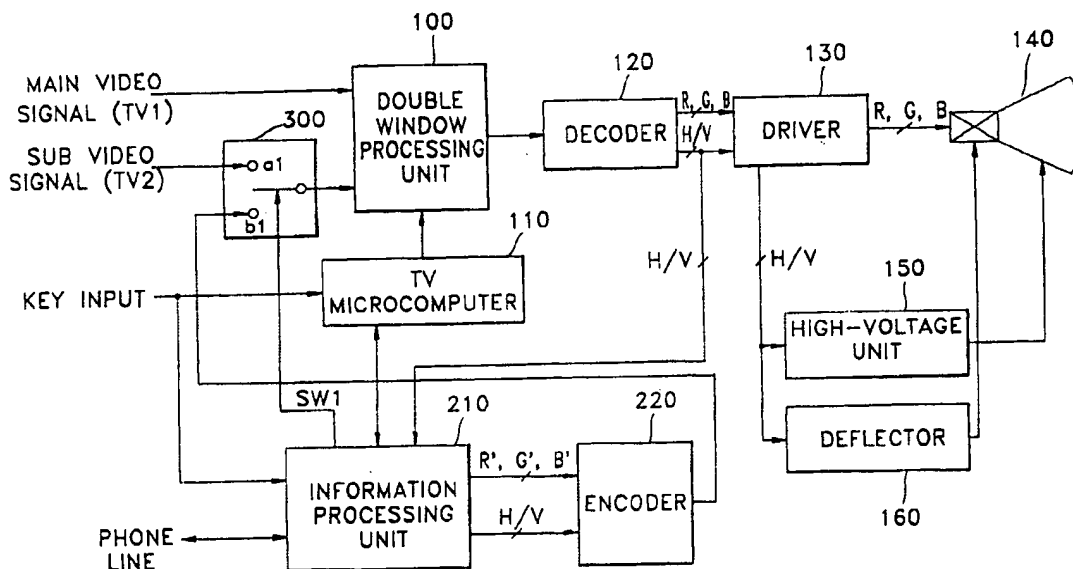 100
MAIN VIDEO
SIGNAL (TV1)
DOUBLE
WINDOW
PROCESSING
UNIT
120
DECODER
R, G, B
H/V
130
DRIVER
R, G, B
140
300
SUB VIDEO
SIGNAL (TV2)
a1
b1
110
TV
MICROCOMPUTER
KEY INPUT
H/V
H/V
150
HIGH-VOLTAGE
UNIT
SW1
210
INFORMATION
PROCESSING
UNIT
R', G', B'
H/V
220
ENCODER
DEFLECTOR
160
PHONE
LINE